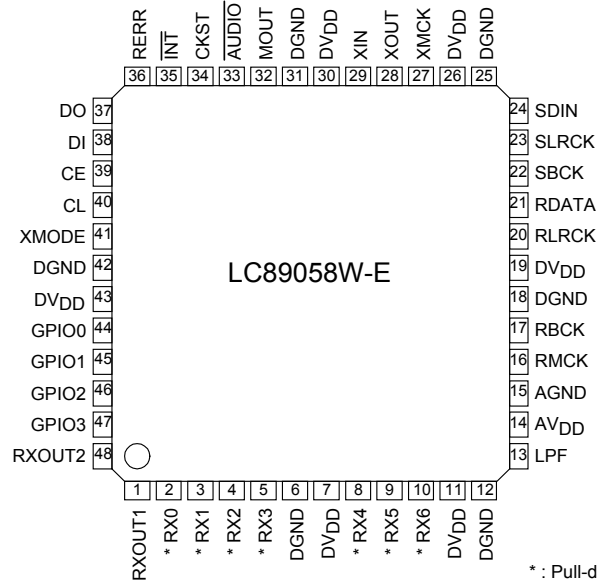 RERR
INT
CKST
AUDIO
MOUT
DGND
DVDD
XIN
XOUT
XMCK
DVDD
DGND
36 35 34 33 32 31 30 29 28 27 26 25
DO 37
DI 38
CE 39
CL 40
XMODE 41
DGND 42
DVDD 43
GPIO0 44
GPIO1 45
GPIO2 46
GPIO3 47
RXOUT2 48
LC89058W-E
24 SDIN
23 SLRCK
22 SBCK
21 RDATA
20 RLRCK
19 DVDD
18 DGND
17 RBCK
16 RMCK
15 AGND
14 AVDD
13 LPF
1 2 3 4 5 6 7 8 9 10 11 12
RXOUT1
* RX0
* RX1
* RX2
* RX3
DGND
DVDD
* RX4
* RX5
* RX6
DVDD
DGND
* : Pull-d